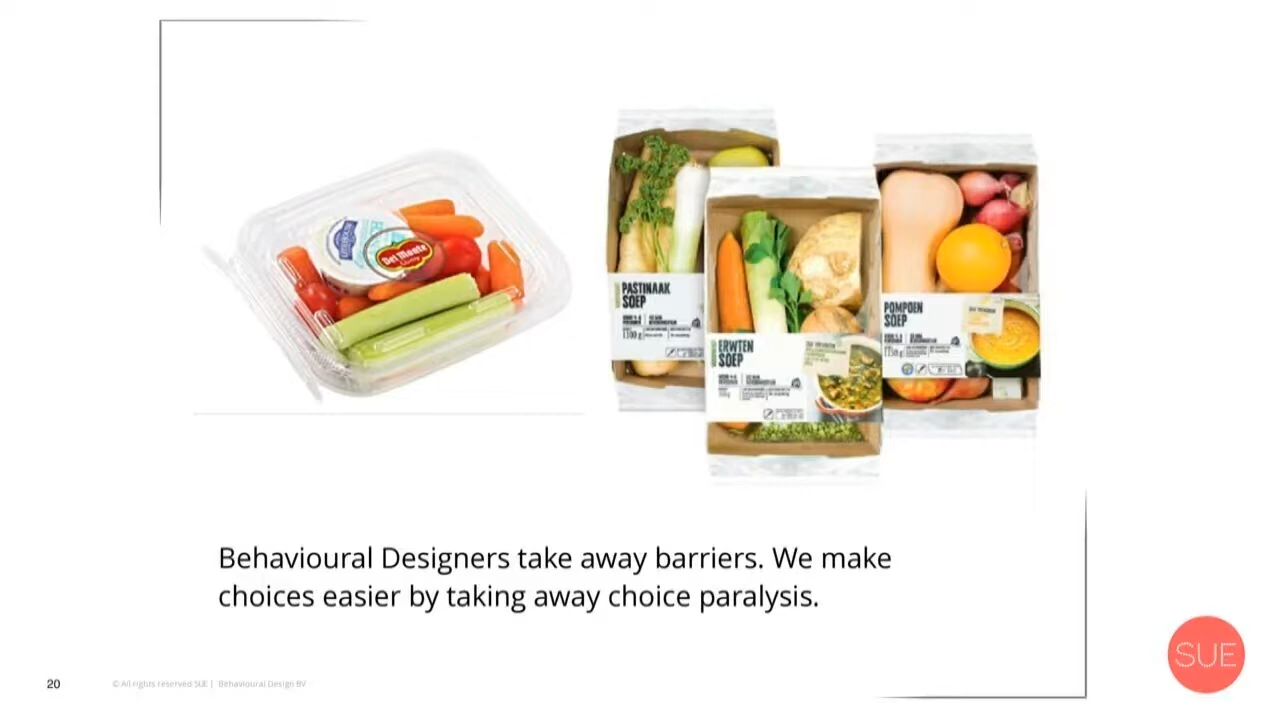 Del Monte
PASTINAAK
SOEP
1100 g
ERWTEN
SOEP
POMPOEN
SOEP
Behavioural Designers take away barriers. We make
choices easier by taking away choice paralysis.
SUE
20
© All rights reserved SUE | Behavioural Design BV